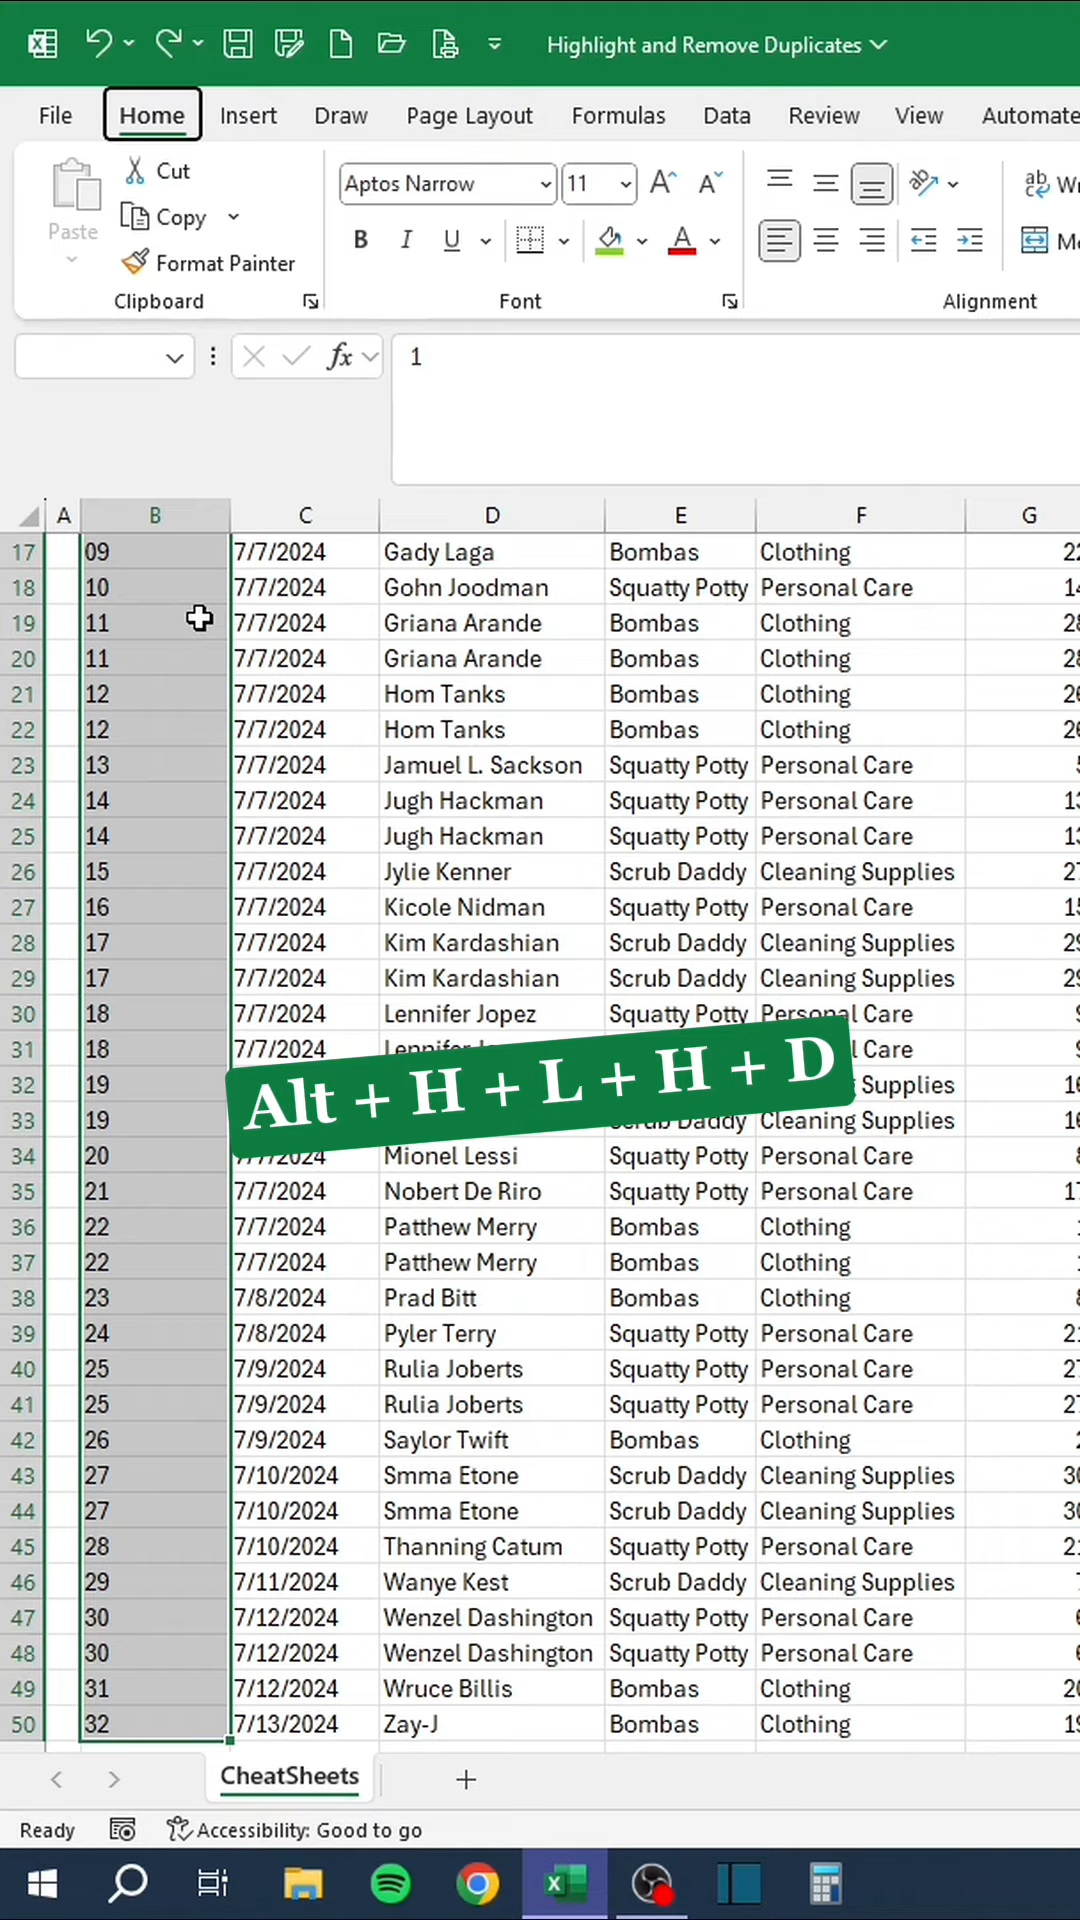 Highlight and Remove Duplicates
File Home Insert Draw Page Layout Formulas Data Review View Automate
Paste
Cut
Copy
Format Painter
Clipboard
Aptos Narrow 11
B I U A
Font
Alignment
fx 1
A B C D E F G
17 09 7/7/2024 Gady Laga Bombas Clothing
18 10 7/7/2024 Gohn Joodman Squatty Potty Personal Care
19 11 7/7/2024 Griana Arande Bombas Clothing
20 11 7/7/2024 Griana Arande Bombas Clothing
21 12 7/7/2024 Hom Tanks Bombas Clothing
22 12 7/7/2024 Hom Tanks Bombas Clothing
23 13 7/7/2024 Jamuel L. Sackson Squatty Potty Personal Care
24 14 7/7/2024 Jugh Hackman Squatty Potty Personal Care
25 14 7/7/2024 Jugh Hackman Squatty Potty Personal Care
26 15 7/7/2024 Jylie Kenner Scrub Daddy Cleaning Supplies
27 16 7/7/2024 Kicole Nidman Squatty Potty Personal Care
28 17 7/7/2024 Kim Kardashian Scrub Daddy Cleaning Supplies
29 17 7/7/2024 Kim Kardashian Scrub Daddy Cleaning Supplies
30 18 7/7/2024 Lennifer Jopez Squatty Potty Personal Care
31 18 7/7/2024 Care
Alt + H + L + H + D
32 19 Supplies
33 19 Scrub Daddy Cleaning Supplies
34 20 7/7/2024 Mionel Lessi Squatty Potty Personal Care
35 21 7/7/2024 Nobert De Riro Squatty Potty Personal Care
36 22 7/7/2024 Patthew Merry Bombas Clothing
37 22 7/7/2024 Patthew Merry Bombas Clothing
38 23 7/8/2024 Prad Bitt Bombas Clothing
39 24 7/8/2024 Pyler Terry Squatty Potty Personal Care
40 25 7/9/2024 Rulia Joberts Squatty Potty Personal Care
41 25 7/9/2024 Rulia Joberts Squatty Potty Personal Care
42 26 7/9/2024 Saylor Twift Bombas Clothing
43 27 7/10/2024 Smma Etone Scrub Daddy Cleaning Supplies
44 27 7/10/2024 Smma Etone Scrub Daddy Cleaning Supplies
45 28 7/10/2024 Thanning Catum Squatty Potty Personal Care
46 29 7/11/2024 Wanye Kest Scrub Daddy Cleaning Supplies
47 30 7/12/2024 Wenzel Dashington Squatty Potty Personal Care
48 30 7/12/2024 Wenzel Dashington Squatty Potty Personal Care
49 31 7/12/2024 Wruce Billis Bombas Clothing
50 32 7/13/2024 Zay-J Bombas Clothing
CheatSheets
Ready Accessibility: Good to go